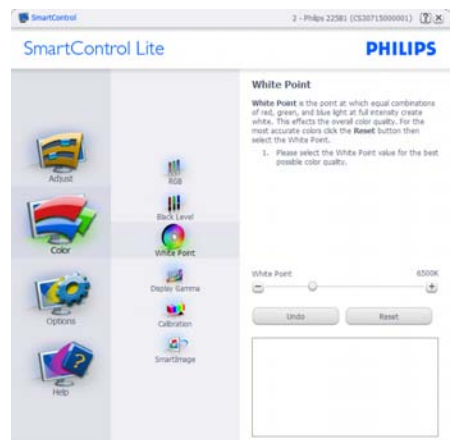 SmartControl
2 - Philips 225B1 (CS30715000001)
SmartControl Lite
PHILIPS
Adjust
Color
Options
Help
RGB
Black Level
White Point
Display Gamma
Calibration
SmartImage
White Point
White Point is the point at which equal combinations
of red, green, and blue light at full intensity create
white. This effects the overall color quality. For the
most accurate colors click the Reset button then
select the White Point.
1. Please select the White Point value for the best
possible color quality.
White Point 6500K
Undo Reset